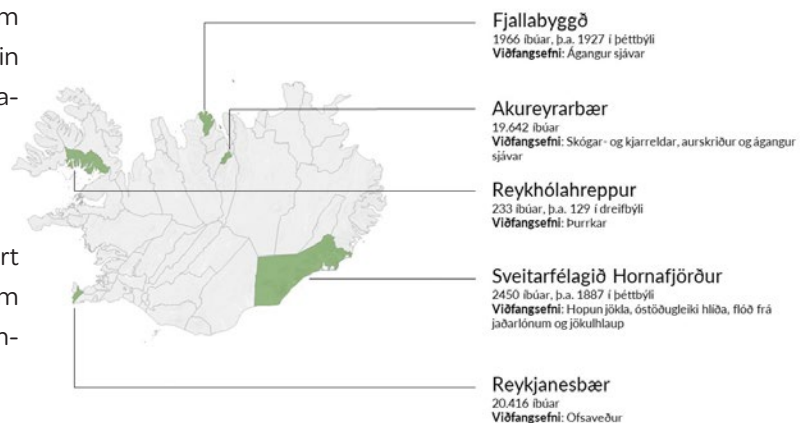 m
in
a-
rt
m
n-
Fjallabyggð
1966 íbúar, þ.a. 1927 í þéttbýli
Viðfangsefni: Ágangur sjávar
Akureyrarbær
19.642 íbúar
Viðfangsefni: Skógar- og kjarreldar, aurskriður og ágangur
sjávar
Reykhólahreppur
233 íbúar, þ.a. 129 í dreifbýli
Viðfangsefni: Þurrkar
Sveitarfélagið Hornafjörður
2450 íbúar, þ.a. 1887 í þéttbýli
Viðfangsefni: Hopun jökla, óstöðugleiki hlíða, flóð frá
jaðarlónum og jökulhlaup
Reykjanesbær
20.416 íbúar
Viðfangsefni: Ofsaveður